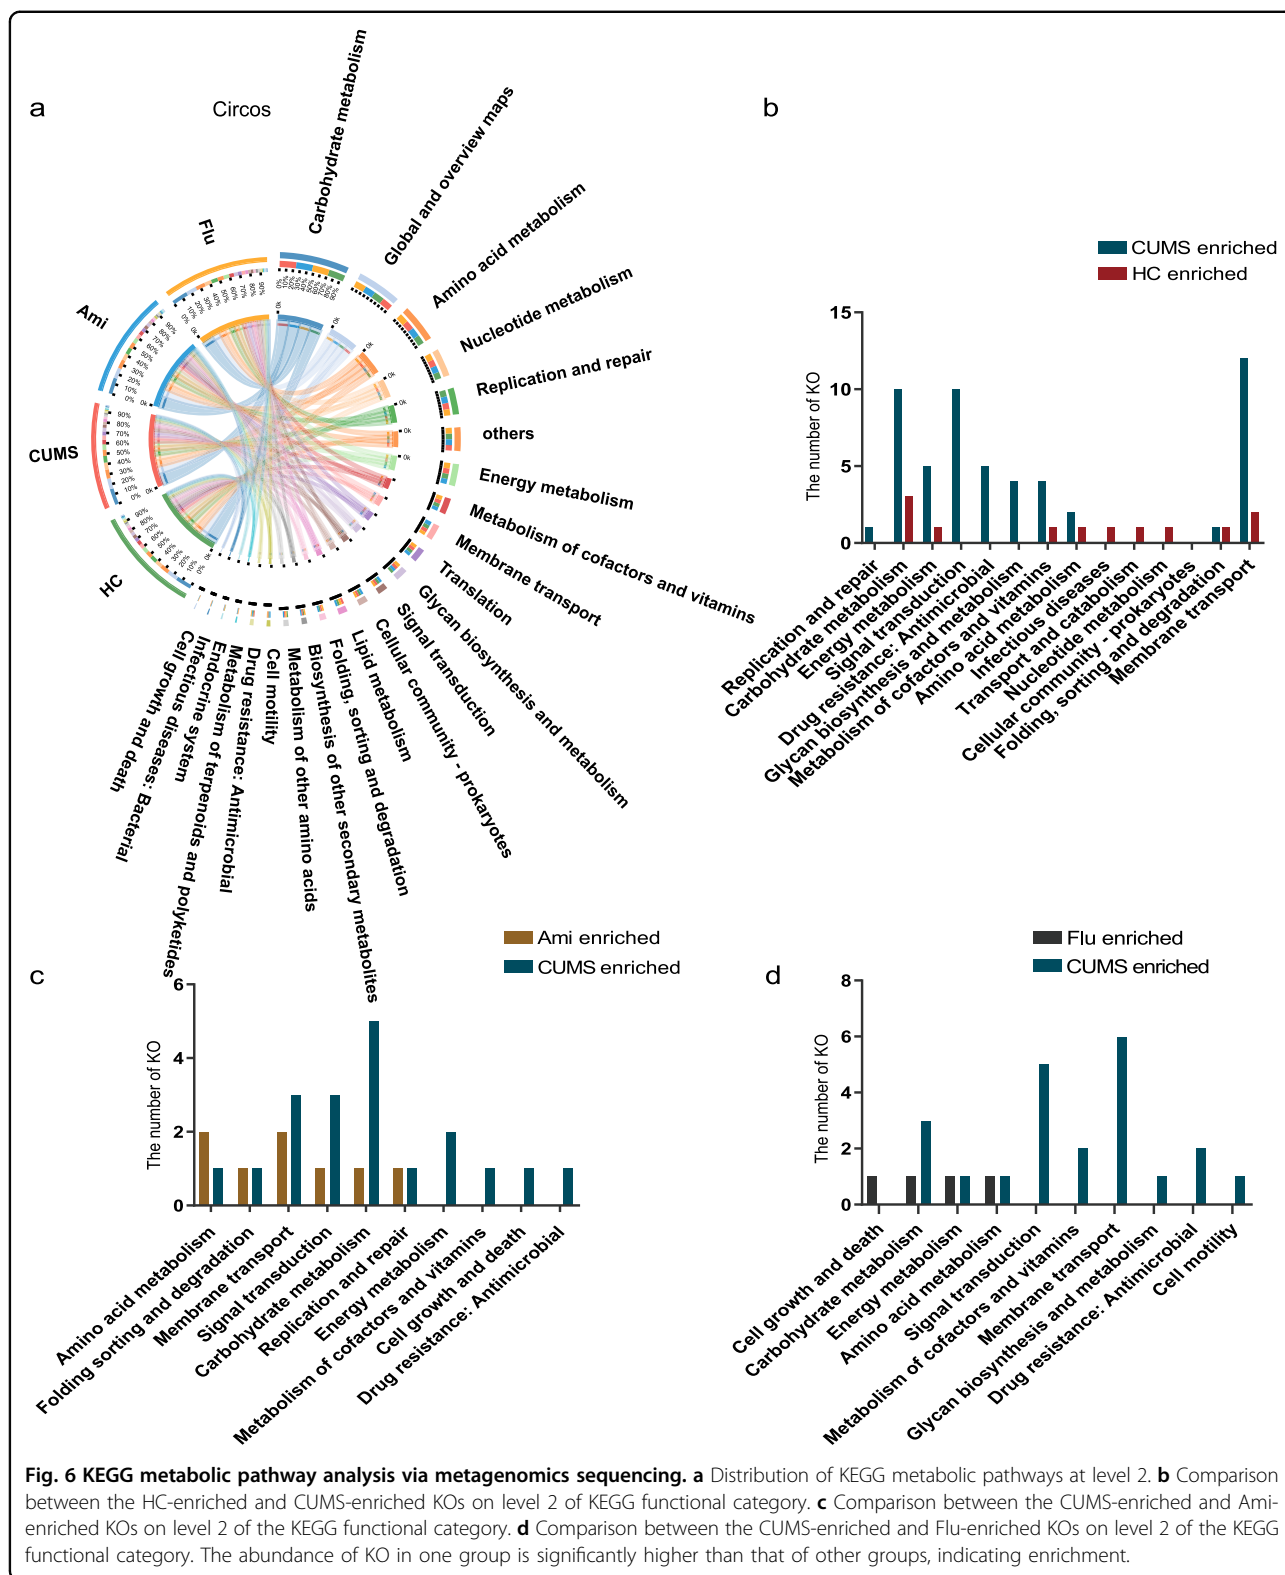 a
Circos
Carbohydrate metabolism
Global and overview maps
Amino acid metabolism
Nucleotide metabolism
Replication and repair
others
Energy metabolism
Metabolism of cofactors and vitamins
Membrane transport
Translation
Glycan biosynthesis and metabolism
Signal transduction
Cellular community - prokaryotes
Lipid metabolism
Folding, sorting and degradation
Biosynthesis of other secondary metabolites
Metabolism of other amino acids
Cell motility
Drug resistance: Antimicrobial
Metabolism of terpenoids and polyketides
Endocrine system
Infectious diseases: Bacterial
Cell growth and death
HC
CUMS
Ami
Flu
b
CUMS enriched
HC enriched
The number of KO
15
10
5
0
Replication and repair
Carbohydrate metabolism
Energy metabolism
Signal transduction
Drug resistance: Antimicrobial
Glycan biosynthesis and metabolism
Metabolism of cofactors and vitamins
Amino acid metabolism
Infectious diseases
Transport and catabolism
Nucleotide metabolism
Cellular community - prokaryotes
Folding, sorting and degradation
Membrane transport
c
Ami enriched
CUMS enriched
The number of KO
6
4
2
0
Amino acid metabolism
Folding sorting and degradation
Membrane transport
Signal transduction
Carbohydrate metabolism
Replication and repair
Energy metabolism
Metabolism of cofactors and vitamins
Cell growth and death
Drug resistance: Antimicrobial
d
Flu enriched
CUMS enriched
The number of KO
8
6
4
2
0
Cell growth and death
Carbohydrate metabolism
Energy metabolism
Amino acid metabolism
Signal transduction
Metabolism of cofactors and vitamins
Membrane transport
Glycan biosynthesis and metabolism
Drug resistance: Antimicrobial
Cell motility
Fig. 6 KEGG metabolic pathway analysis via metagenomics sequencing. a Distribution of KEGG metabolic pathways at level 2. b Comparison
between the HC-enriched and CUMS-enriched KOs on level 2 of KEGG functional category. c Comparison between the CUMS-enriched and Ami-
enriched KOs on level 2 of the KEGG functional category. d Comparison between the CUMS-enriched and Flu-enriched KOs on level 2 of the KEGG
functional category. The abundance of KO in one group is significantly higher than that of other groups, indicating enrichment.